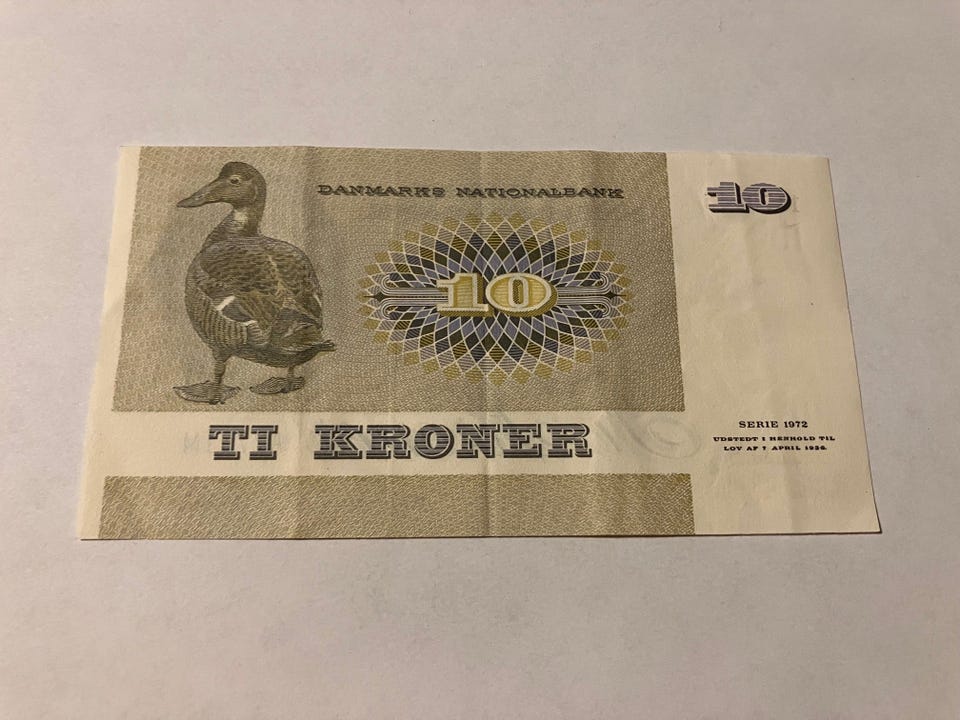 DANMARKS NATIONALBANK
10
10
TI KRONER
SERIE 1972
UDSTEDT I HENHOLD TIL
LOV AF 7 APRIL 1936.